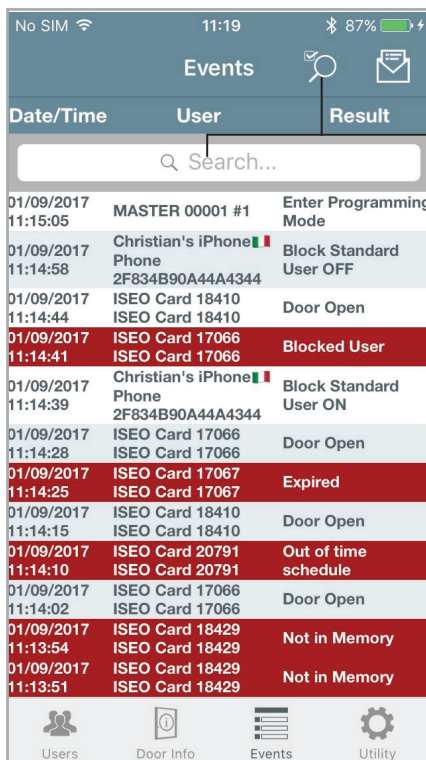 No SIM 11:19 87%
Events
Date/Time User Result
Search...
01/09/2017 11:15:05 MASTER 00001 #1 Enter Programming Mode
01/09/2017 11:14:58 Christian's iPhone🇮🇹 Phone 2F834B90A44A4344 Block Standard User OFF
01/09/2017 11:14:44 ISEO Card 18410 ISEO Card 18410 Door Open
01/09/2017 11:14:41 ISEO Card 17066 ISEO Card 17066 Blocked User
01/09/2017 11:14:39 Christian's iPhone🇮🇹 Phone 2F834B90A44A4344 Block Standard User ON
01/09/2017 11:14:28 ISEO Card 17066 ISEO Card 17066 Door Open
01/09/2017 11:14:25 ISEO Card 17067 ISEO Card 17067 Expired
01/09/2017 11:14:15 ISEO Card 18410 ISEO Card 18410 Door Open
01/09/2017 11:14:10 ISEO Card 20791 ISEO Card 20791 Out of time schedule
01/09/2017 11:14:02 ISEO Card 17066 ISEO Card 17066 Door Open
01/09/2017 11:13:54 ISEO Card 18429 ISEO Card 18429 Not in Memory
01/09/2017 11:13:51 ISEO Card 18429 ISEO Card 18429 Not in Memory
Users Door Info Events Utility